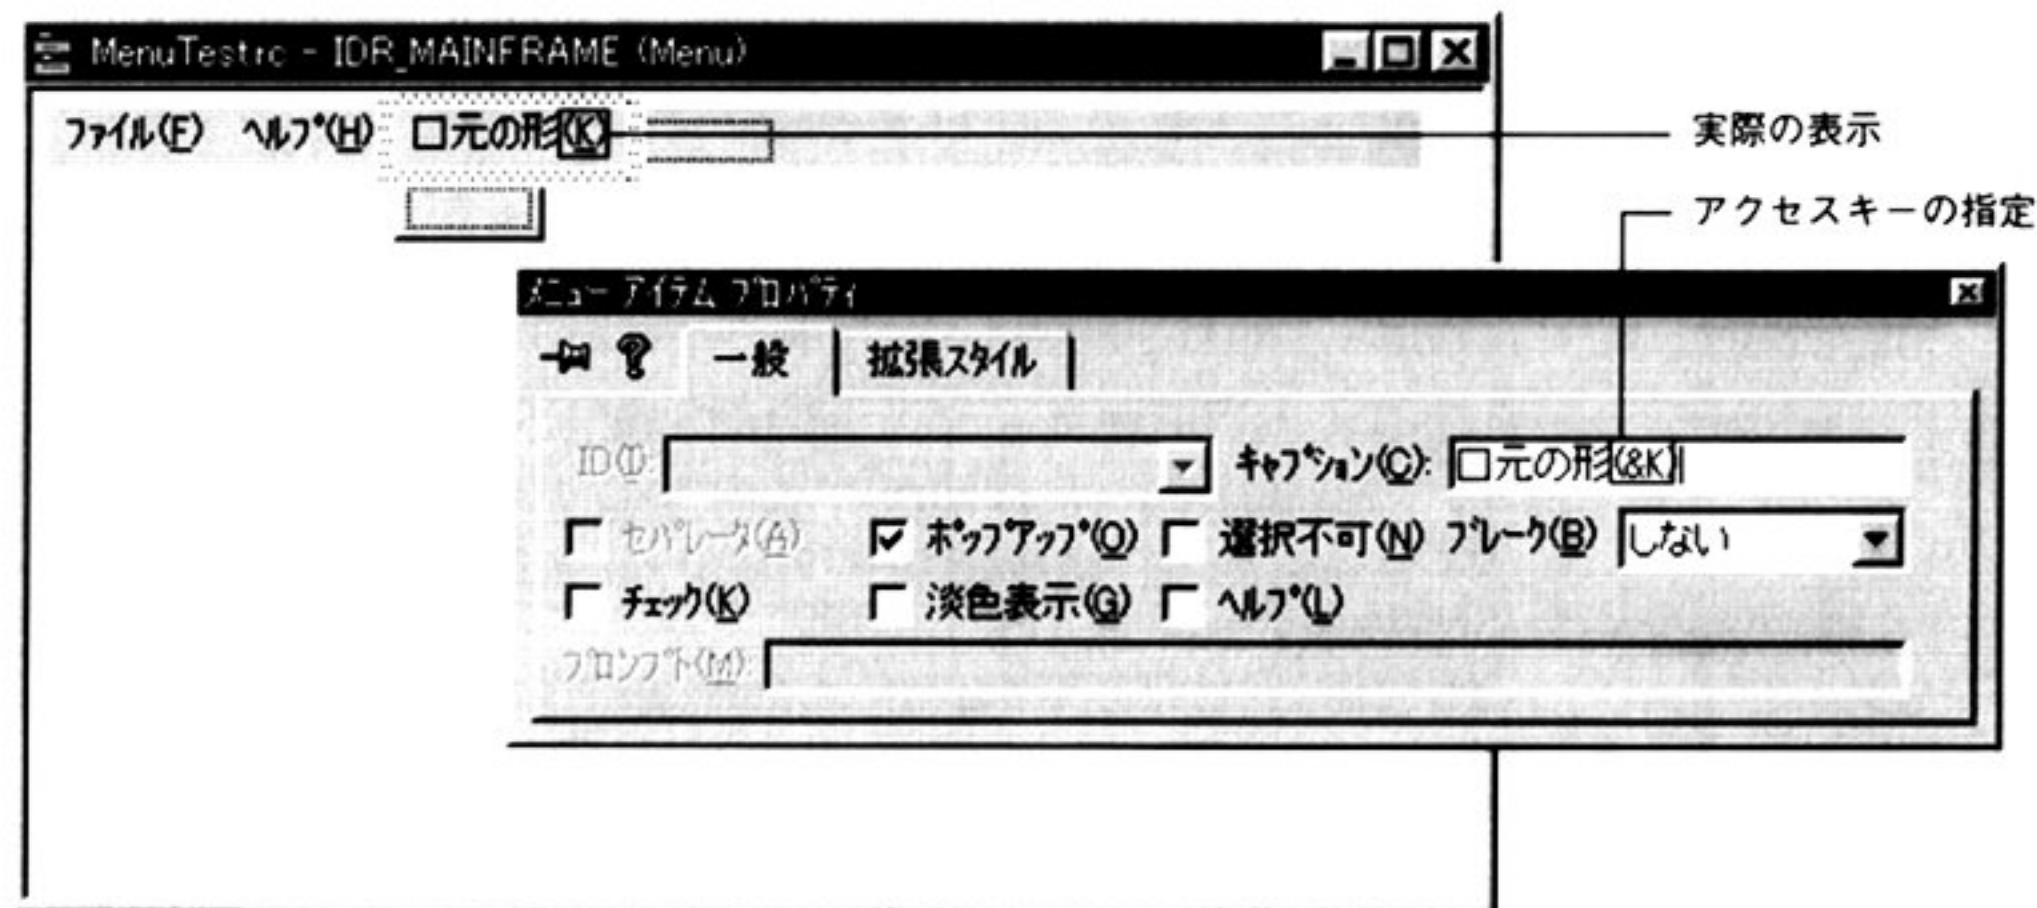 MenuTest.rc - IDR_MAINFRAME (Menu)
ファイル(F) ヘルプ(H) 口元の形(K)
実際の表示
アクセスキーの指定
メニュー アイテム プロパティ
? 一般 拡張スタイル
ID(I): キャプション(C): 口元の形(&K)
セパレータ(A) ポップアップ(O) 選択不可(N) ブレーク(B) しない
チェック(K) 淡色表示(G) ヘルプ(L)
プロンプト(M):